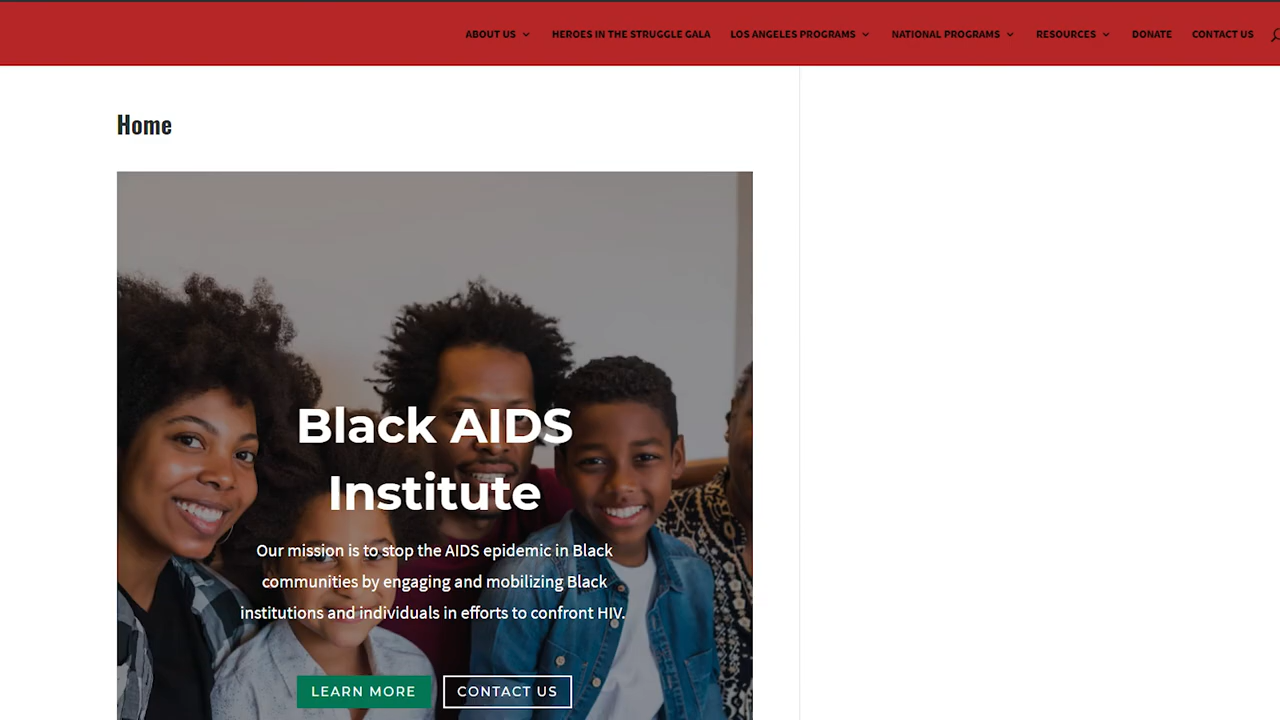 ABOUT US HEROES IN THE STRUGGLE GALA LOS ANGELES PROGRAMS NATIONAL PROGRAMS RESOURCES DONATE CONTACT US
Home
Black AIDS
Institute
Our mission is to stop the AIDS epidemic in Black
communities by engaging and mobilizing Black
institutions and individuals in efforts to confront HIV.
LEARN MORE CONTACT US